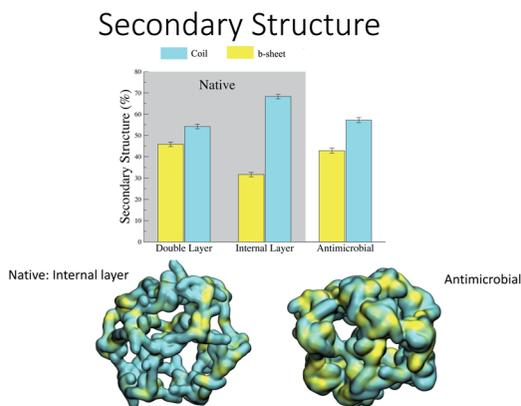 Secondary Structure
Coil b-sheet
Native
Secondary Structure (%)
80
70
60
50
40
30
20
10
0
Double Layer Internal Layer Antimicrobial
Native: Internal layer
Antimicrobial